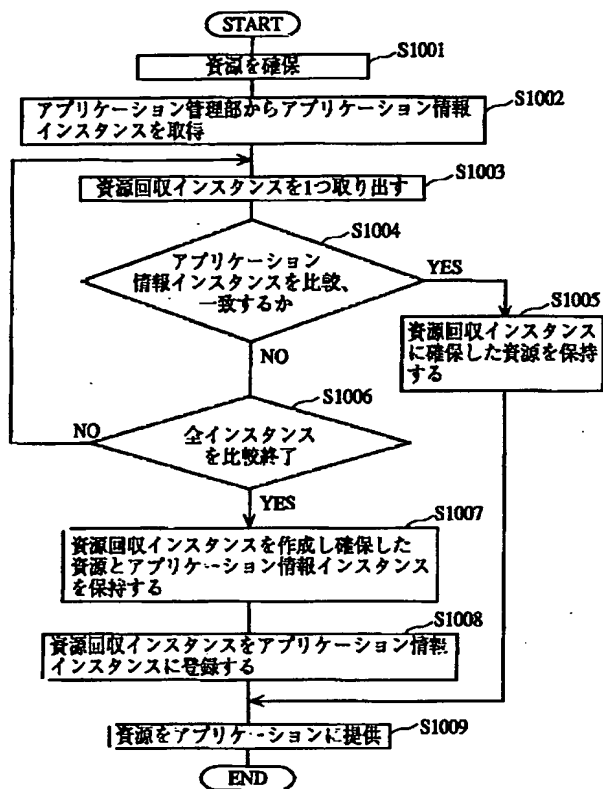 START
S1001
資源を確保
S1002
アプリケーション管理部からアプリケーション情報
インスタンスを取得
S1003
資源回収インスタンスを1つ取り出す
S1004
アプリケーション
情報インスタンスを比較、
一致するか
YES
NO
S1005
資源回収インスタンス
に確保した資源を保持
する
S1006
全インスタンス
を比較終了
NO
YES
S1007
資源回収インスタンスを作成し確保した
資源とアプリケーション情報インスタンス
を保持する
S1008
資源回収インスタンスをアプリケーション情報
インスタンスに登録する
S1009
資源をアプリケーションに提供
END